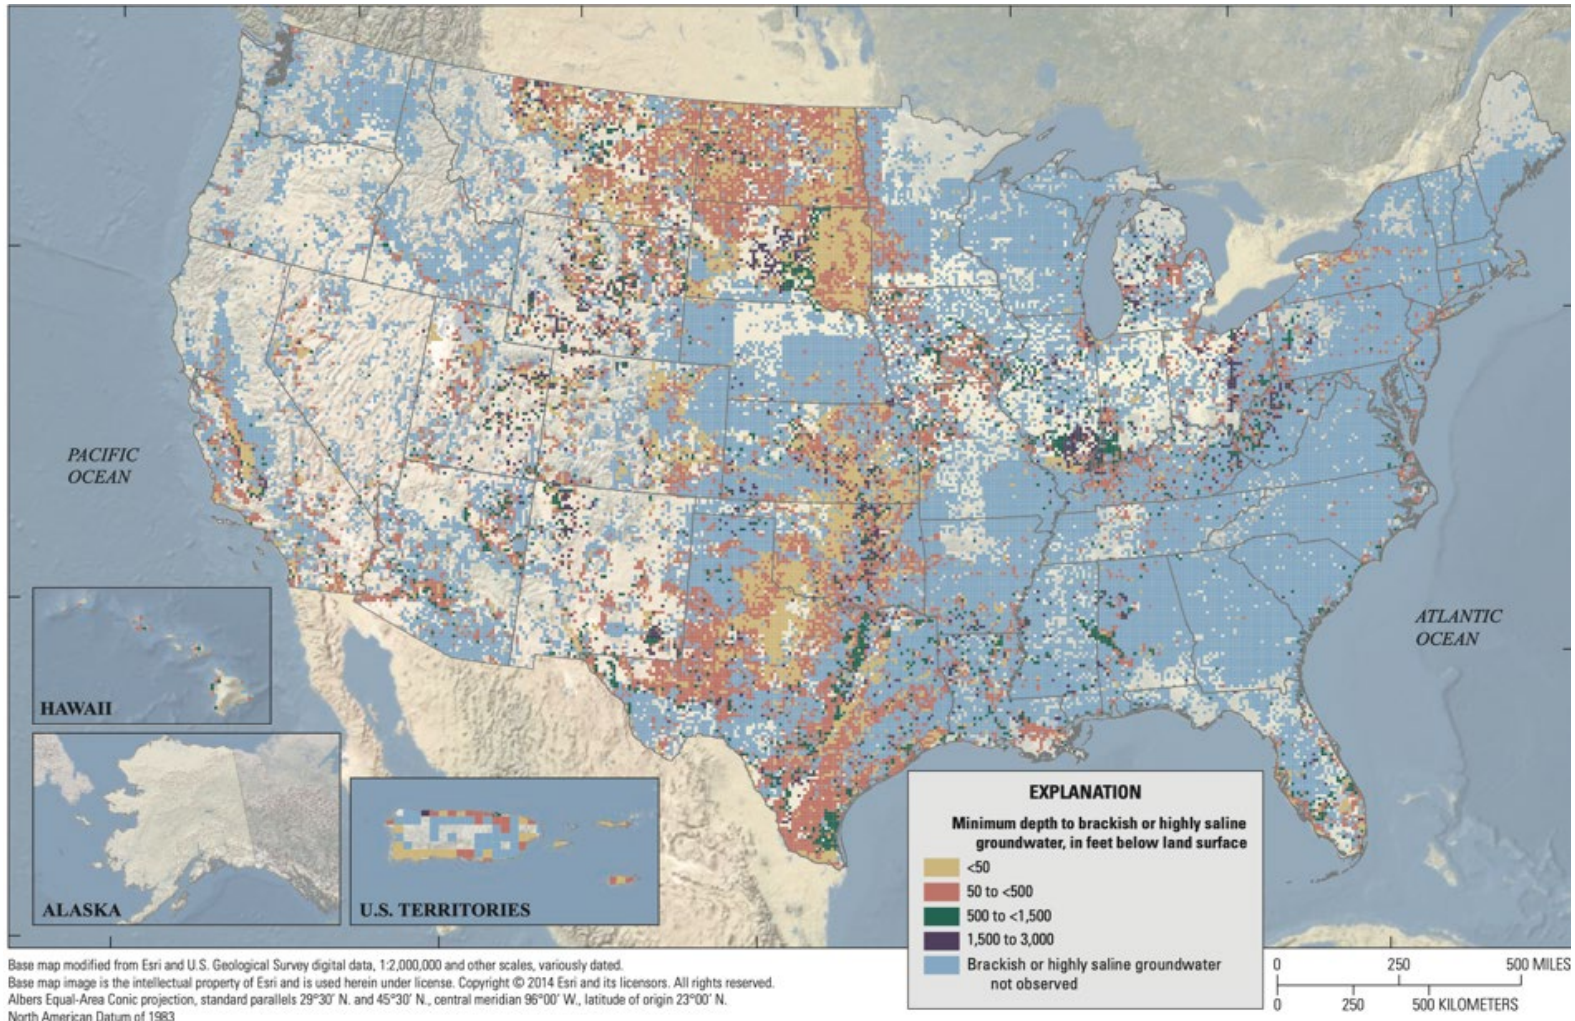 PACIFIC
OCEAN
ATLANTIC
OCEAN
HAWAII
ALASKA
U.S. TERRITORIES
EXPLANATION
Minimum depth to brackish or highly saline
groundwater, in feet below land surface
<50
50 to <500
500 to <1,500
1,500 to 3,000
Brackish or highly saline groundwater
not observed
0 250 500 MILES
0 250 500 KILOMETERS
Base map modified from Esri and U.S. Geological Survey digital data, 1:2,000,000 and other scales, variously dated.
Base map image is the intellectual property of Esri and is used herein under license. Copyright © 2014 Esri and its licensors. All rights reserved.
Albers Equal-Area Conic projection, standard parallels 29°30' N. and 45°30' N., central meridian 96°00' W., latitude of origin 23°00' N.
North American Datum of 1983